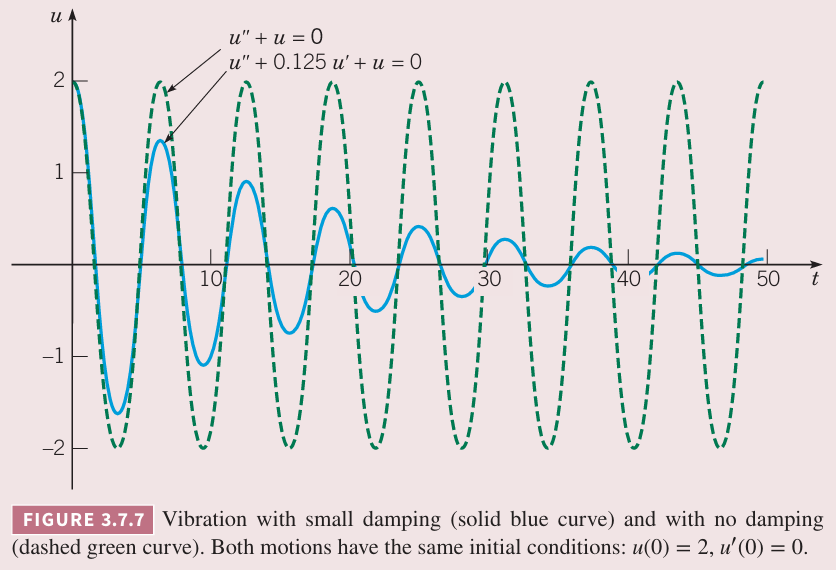 u
u″ + u = 0
u″ + 0.125 u′ + u = 0
2
1
10
20
30
40
50
t
–1
–2
FIGURE 3.7.7 Vibration with small damping (solid blue curve) and with no damping
(dashed green curve). Both motions have the same initial conditions: u(0) = 2, u′(0) = 0.